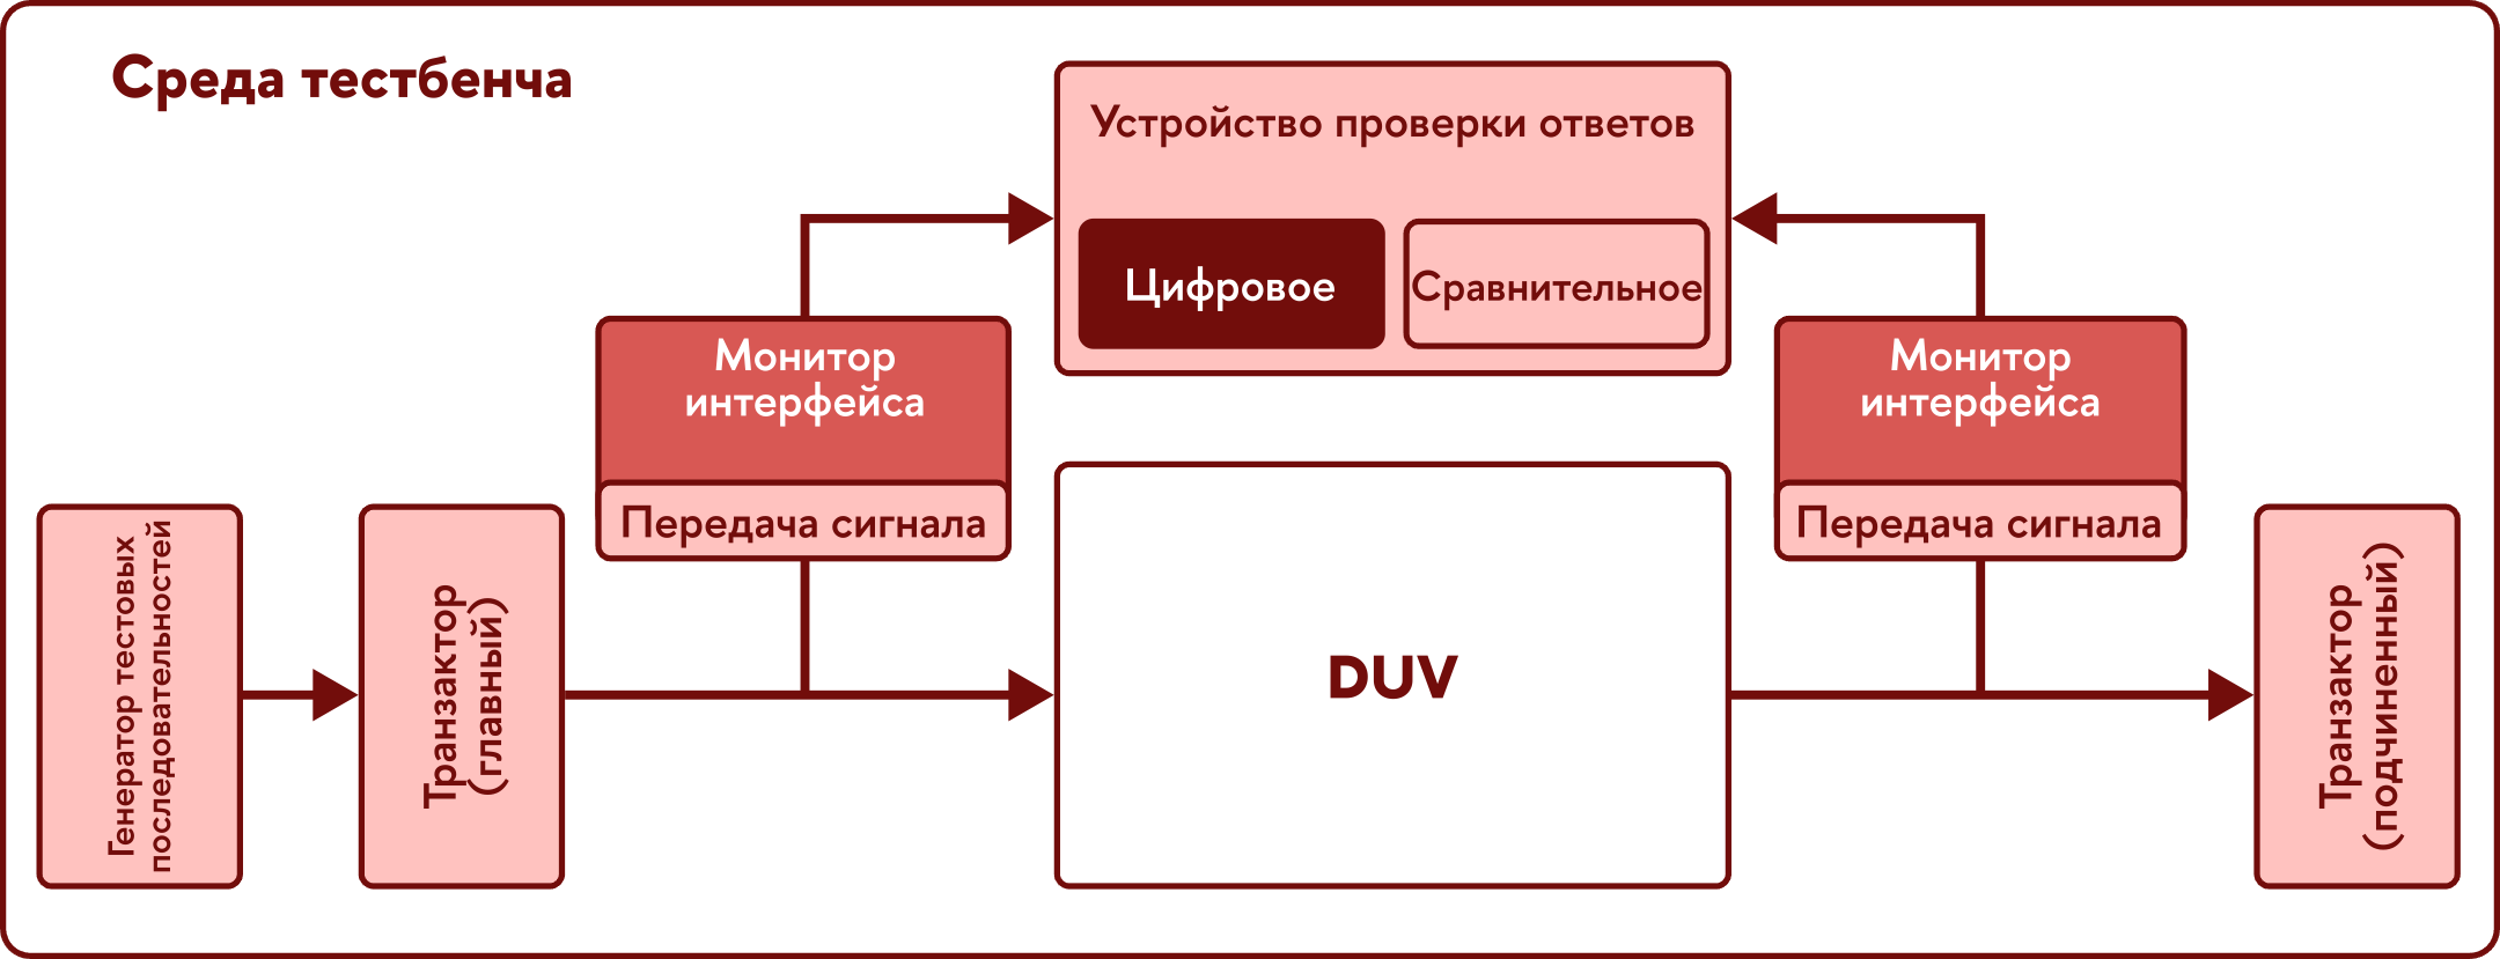 Среда тестбенча
Устройство проверки ответов
Цифровое
Сравнительное
Монитор
интерфейса
Передача сигнала
Монитор
интерфейса
Передача сигнала
Генератор тестовых
последовательностей
Транзактор
(главный)
DUV
Транзактор
(подчиненный)